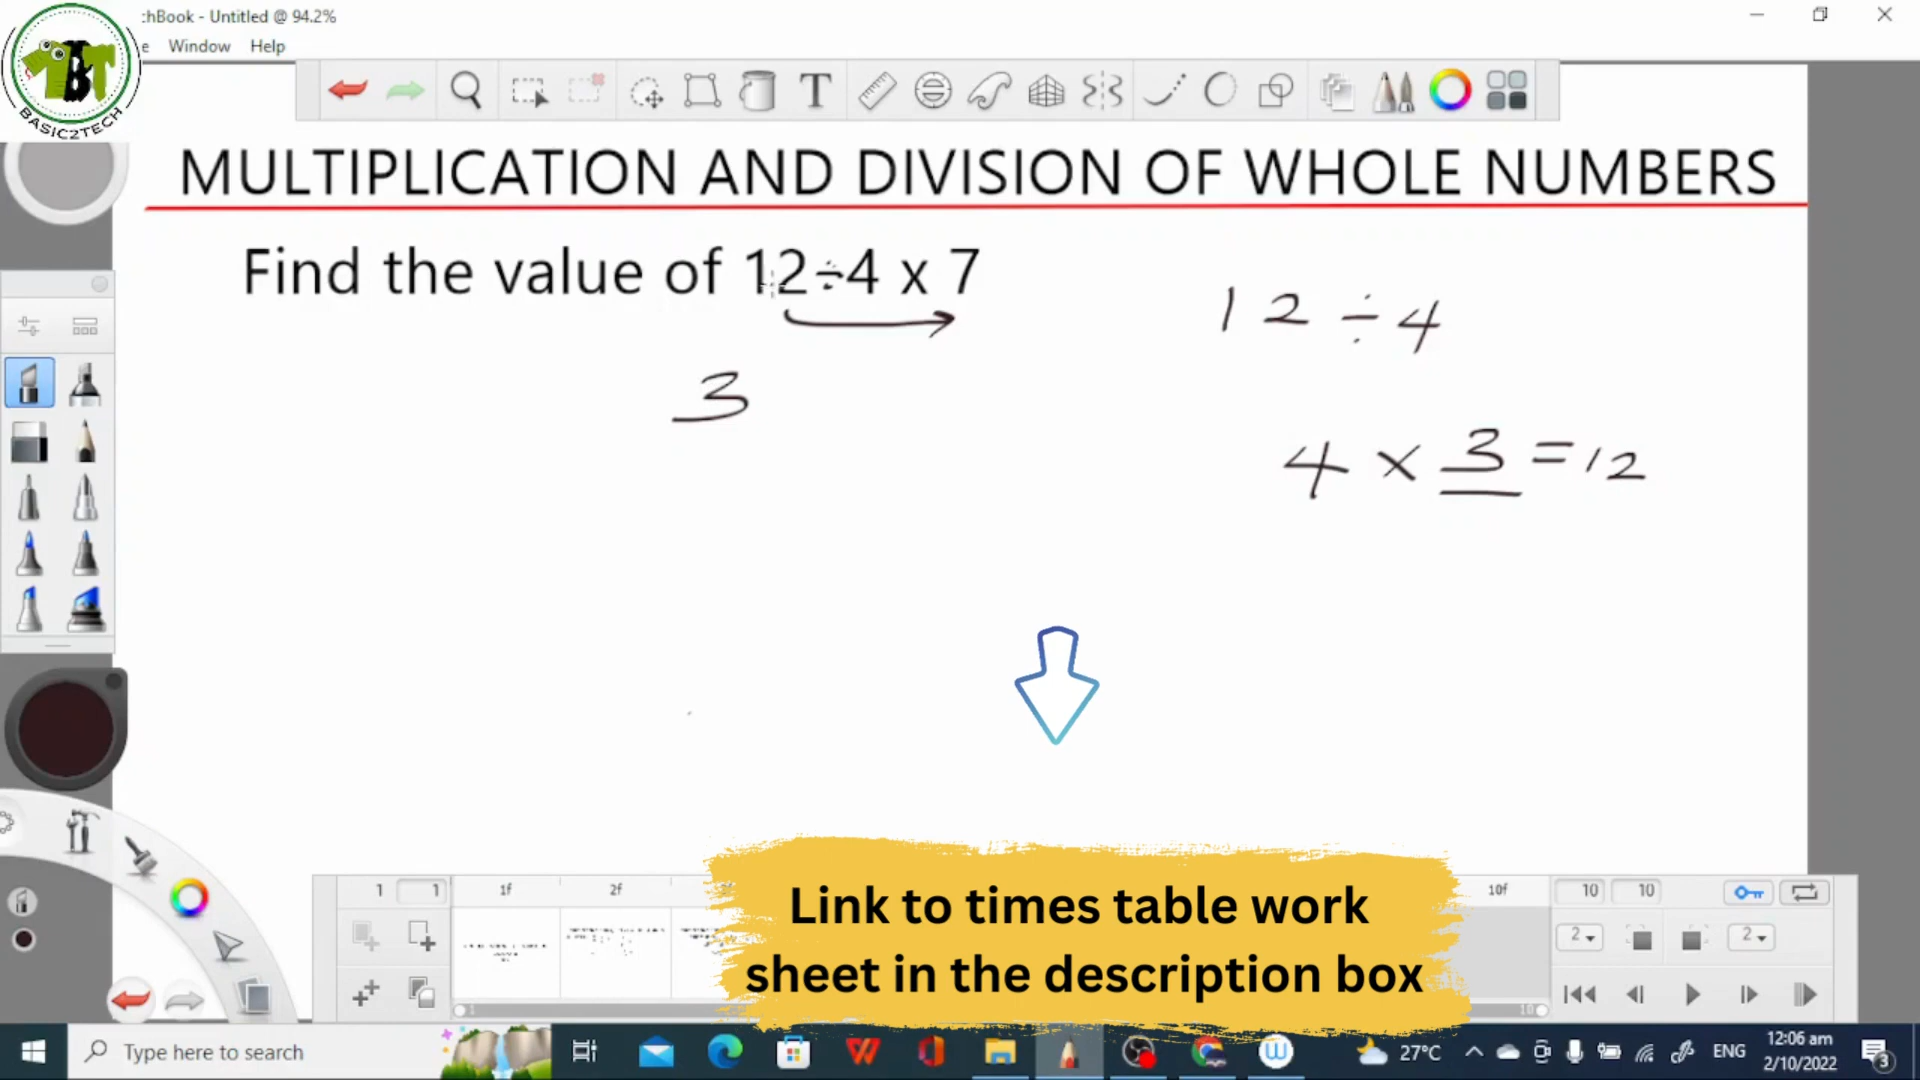 chBook - Untitled @ 94.2%
e Window Help
BASIC2TECH
MULTIPLICATION AND DIVISION OF WHOLE NUMBERS
Find the value of 12÷4 x 7
12 ÷ 4
3
4 × 3 = 12
1 1 1f 2f 10f 10 10
2 2
Link to times table work
sheet in the description box
Type here to search
27°C
ENG
12:06 am
2/10/2022
3